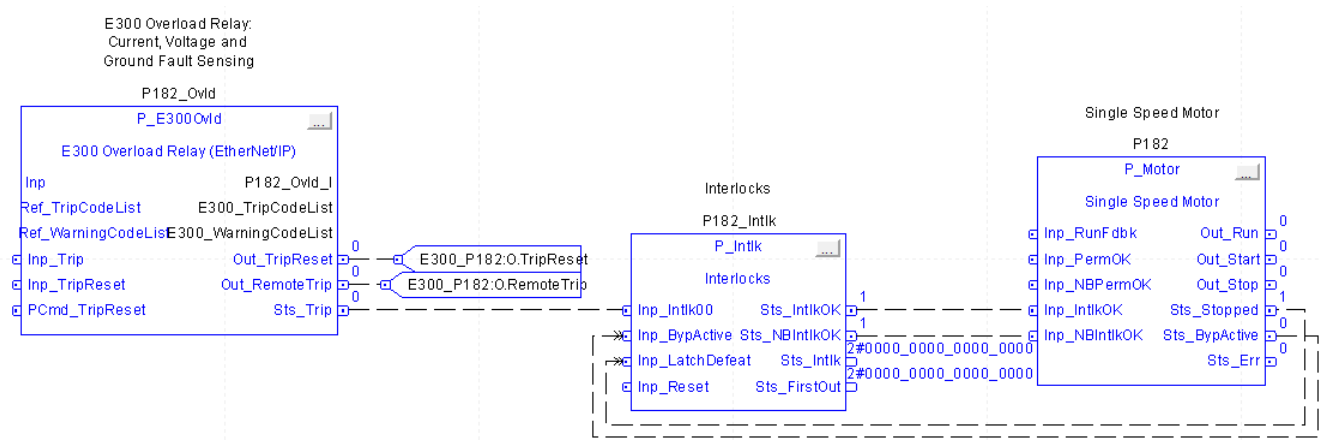 E300 Overload Relay:
Current, Voltage and
Ground Fault Sensing
P182_Ovld
P_E300Ovld
...
E300 Overload Relay (EtherNet/IP)
Inp P182_Ovld_I
Ref_TripCodeList E300_TripCodeList
Ref_WarningCodeList E300_WarningCodeList
0
Inp_Trip Out_TripReset
E300_P182:O.TripReset
0
Inp_TripReset Out_RemoteTrip
E300_P182:O.RemoteTrip
0
PCmd_TripReset Sts_Trip
Interlocks
P182_Intlk
P_Intlk
...
Interlocks
1
Inp_Intlk00 Sts_IntlkOK
1
Inp_BypActive Sts_NBIntlkOK
2#0000_0000_0000_0000
Inp_LatchDefeat Sts_Intlk
2#0000_0000_0000_0000
Inp_Reset Sts_FirstOut
Single Speed Motor
P182
P_Motor
...
Single Speed Motor
0
Inp_RunFdbk Out_Run
0
Inp_PermOK Out_Start
0
Inp_NBPermOK Out_Stop
1
Inp_IntlkOK Sts_Stopped
0
Inp_NBIntlkOK Sts_BypActive
0
Sts_Err